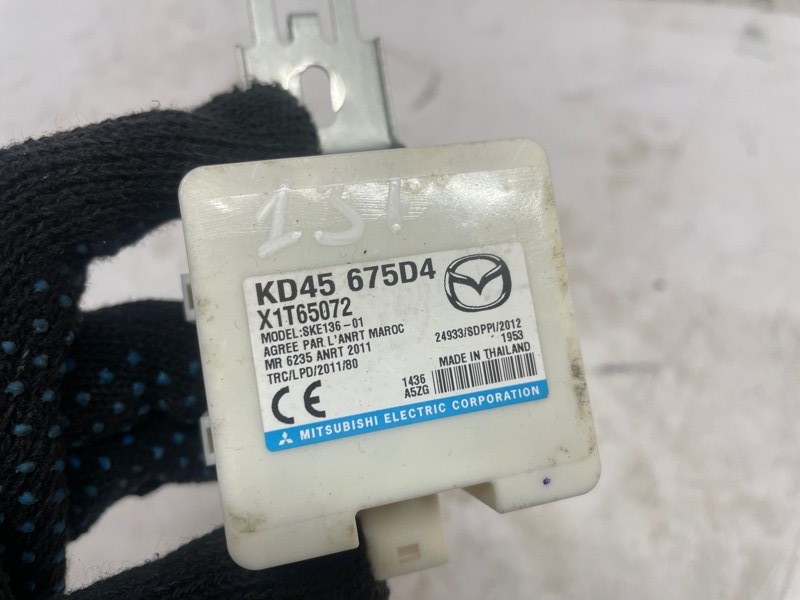 151
KD45 675D4
X1T65072
MODEL:SKE136-01
AGREE PAR L'ANRT MAROC
MR 6235 ANRT 2011
TRC/LPD/2011/80
24933/SDPPI/2012
1953
MADE IN THAILAND
1436
A5ZG
CE
MITSUBISHI ELECTRIC CORPORATION